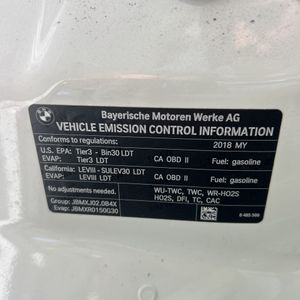 BMW
Bayerische Motoren Werke AG
VEHICLE EMISSION CONTROL INFORMATION
Conforms to regulations: 2018 MY
U.S. EPA: Tier3 - Bin30 LDT
EVAP: Tier3 LDT CA OBD II Fuel: gasoline
California: LEVIII - SULEV30 LDT
EVAP: LEVIII LDT CA OBD II Fuel: gasoline
No adjustments needed. WU-TWC, TWC, WR-HO2S
HO2S, DFI, TC, CAC
Group: JBMXJ02.0B4X
Evap: JBMXR0150G30